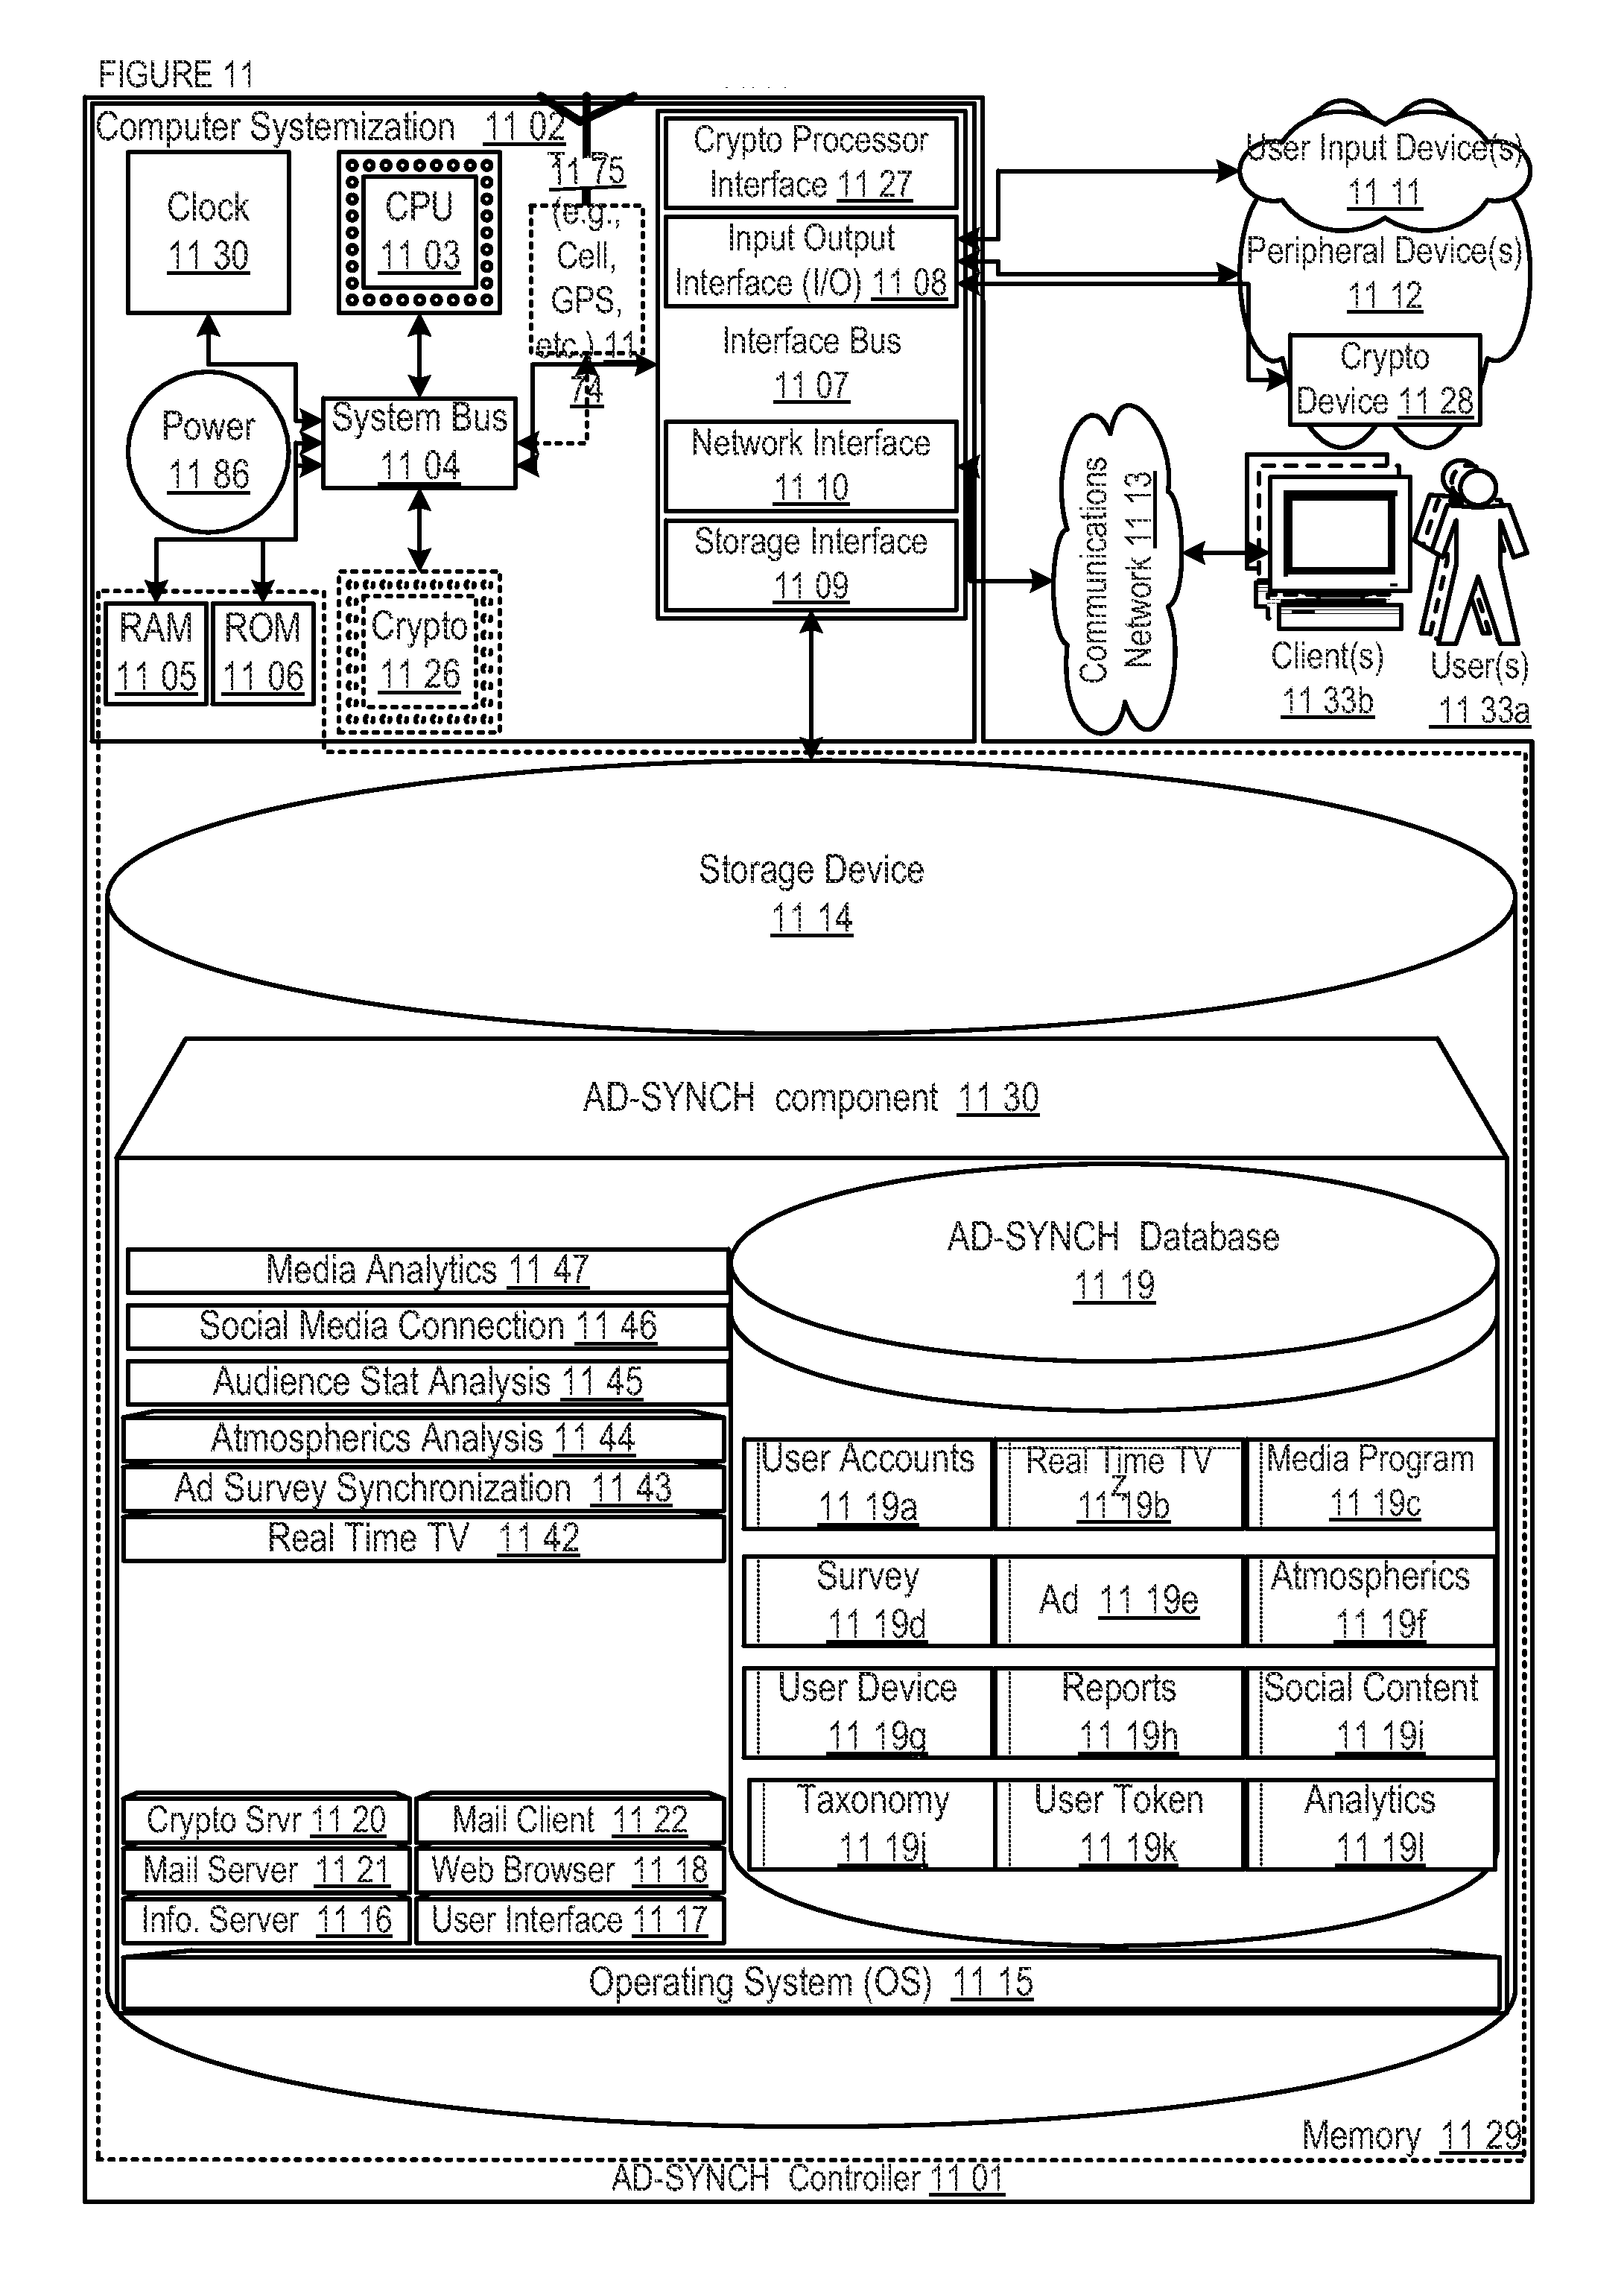 FIGURE 11
Computer Systemization 11 02
Clock
11 30
CPU
11 03
11 75
(e.g.,
Cell,
GPS,
etc.) 11
74
Power
11 86
System Bus
11 04
RAM
11 05
ROM
11 06
Crypto
11 26
Crypto Processor
Interface 11 27
Input Output
Interface (I/O) 11 08
Interface Bus
11 07
Network Interface
11 10
Storage Interface
11 09
User Input Device(s)
11 11
Peripheral Device(s)
11 12
Crypto
Device 11 28
Communications
Network 11 13
Client(s)
11 33b
User(s)
11 33a
Storage Device
11 14
AD-SYNCH component 11 30
Media Analytics 11 47
Social Media Connection 11 46
Audience Stat Analysis 11 45
Atmospherics Analysis 11 44
Ad Survey Synchronization 11 43
Real Time TV 11 42
AD-SYNCH Database
11 19
User Accounts
11 19a
Real Time TV
Z
11 19b
Media Program
11 19c
Survey
11 19d
Ad 11 19e
Atmospherics
11 19f
User Device
11 19g
Reports
11 19h
Social Content
11 19i
Taxonomy
11 19j
User Token
11 19k
Analytics
11 19l
Crypto Srvr 11 20
Mail Client 11 22
Mail Server 11 21
Web Browser 11 18
Info. Server 11 16
User Interface 11 17
Operating System (OS) 11 15
Memory 11 29
AD-SYNCH Controller 11 01